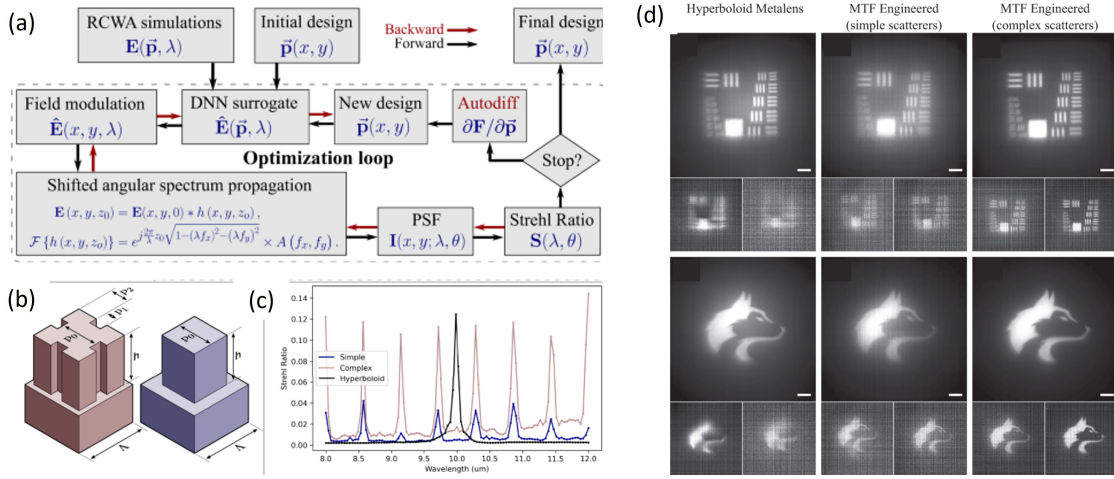 (a)
RCWA simulations
E(p⃗, λ)
Initial design
p⃗(x, y)
Backward
Forward
Final design
p⃗(x, y)
Field modulation
Ê(x, y, λ)
DNN surrogate
Ê(p⃗, λ)
New design
p⃗(x, y)
Autodiff
∂F/∂p⃗
Optimization loop
Stop?
Shifted angular spectrum propagation
E (x, y, z₀) = E(x, y, 0) * h (x, y, z₀) ,
F {h (x, y, z₀)} = e^{j(2π/λ)z₀√(1−(λfₓ)²−(λf_y)²)} × A (fₓ, f_y) .
PSF
I(x, y; λ, θ)
Strehl Ratio
S(λ, θ)
(b)
p₂
p₁
p₀
h
Λ
p₀
h
Λ
(c)
Strehl Ratio
0.14
0.12
0.10
0.08
0.06
0.04
0.02
0.00
Simple
Complex
Hyperboloid
8.0 8.5 9.0 9.5 10.0 10.5 11.0 11.5 12.0
Wavelength (um)
(d)
Hyperboloid Metalens
MTF Engineered
(simple scatterers)
MTF Engineered
(complex scatterers)